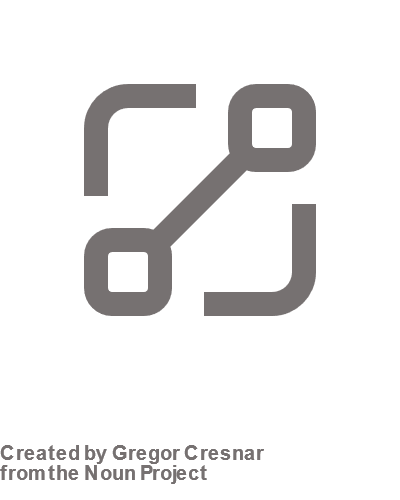 Created by Gregor Cresnar
from the Noun Project